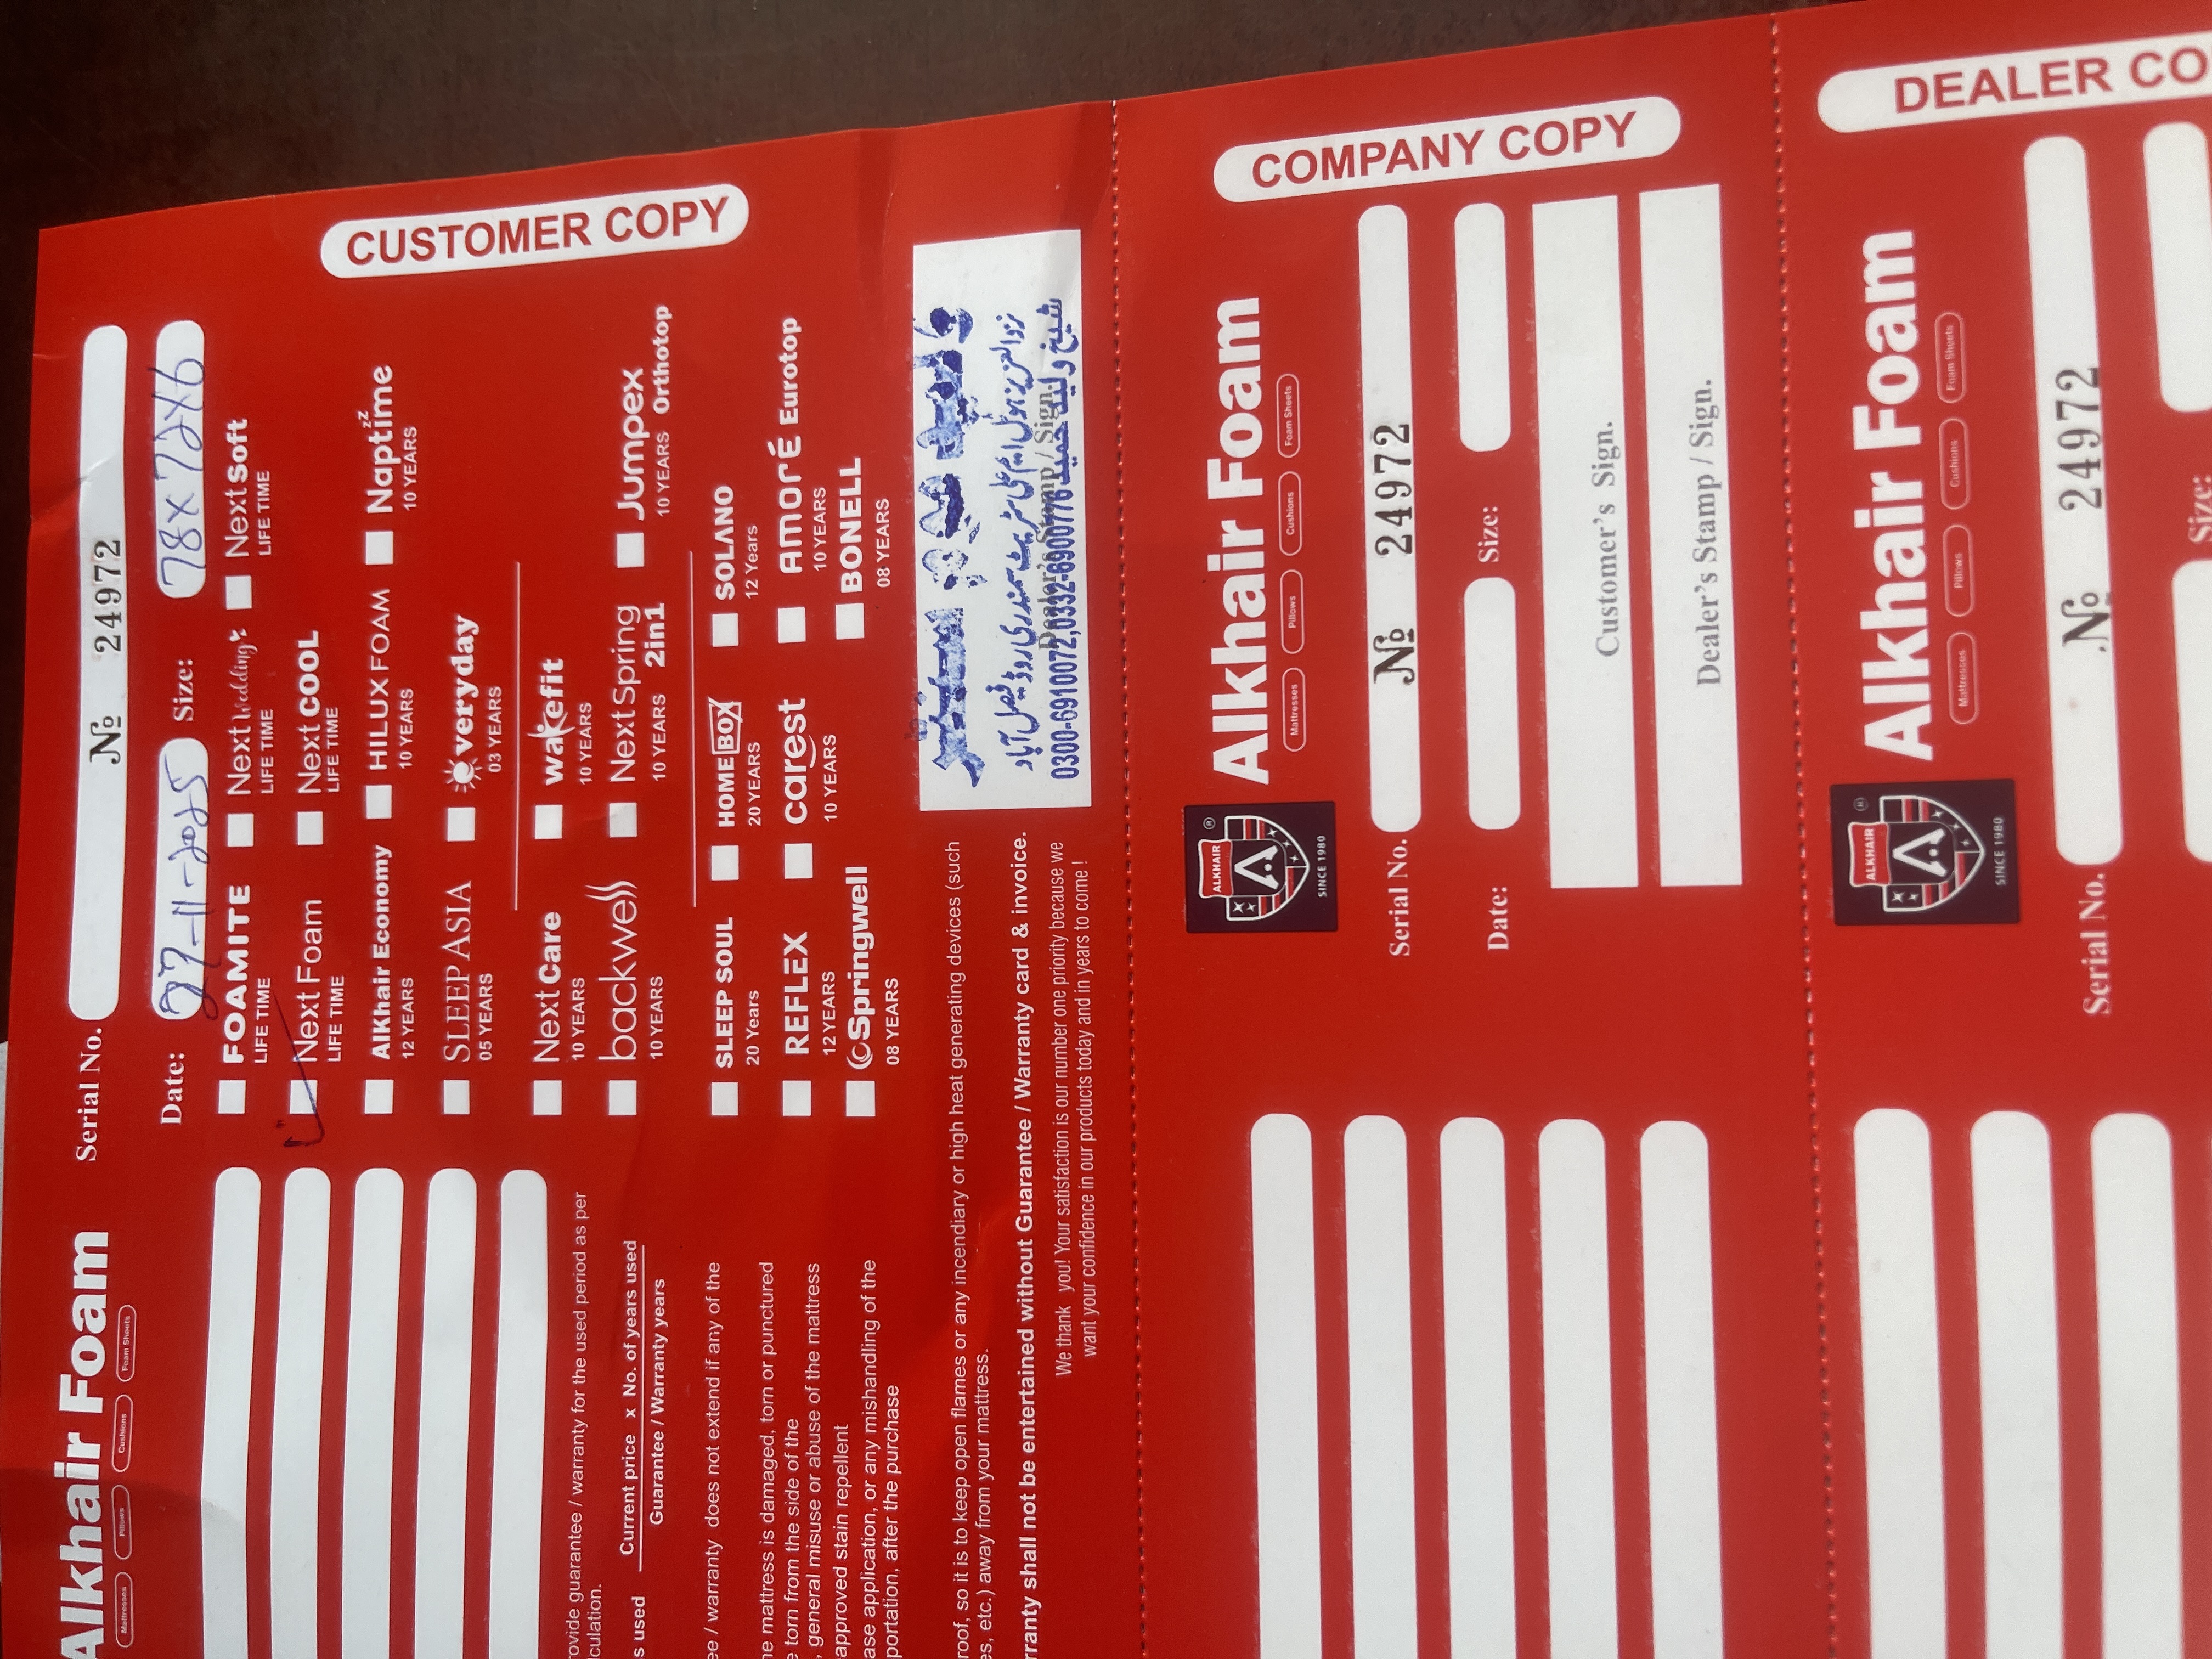 CUSTOMER COPY
Alkhair Foam
Mattresses Pillows Cushions Foam Sheets
Serial No. № 24972
Date: 27-11-2025 Size: 78x72x6
FOAMITE
LIFE TIME
Next Wedding
LIFE TIME
NextSoft
LIFE TIME
Next Foam
LIFE TIME
Next COOL
LIFE TIME
AlKhair Economy
12 YEARS
HILUX FOAM
10 YEARS
Naptime
10 YEARS
SLEEP ASIA
05 YEARS
everyday
03 YEARS
Next Care
10 YEARS
wakefit
10 YEARS
backwell
10 YEARS
Next Spring
10 YEARS 2in1
Jumpex
10 YEARS Orthotop
SLEEP SOUL
20 Years
HOME BOX
20 YEARS
SOLANO
12 Years
REFLEX
12 YEARS
carest
10 YEARS
AMORÉ Eurotop
10 YEARS
Springwell
08 YEARS
BONELL
08 YEARS
rovide guarantee / warranty for the used period as per
culation.
s used Current price x No. of years used
Guarantee / Warranty years
ee / warranty does not extend if any of the
ne mattress is damaged, torn or punctured
e torn from the side of the
, general misuse or abuse of the mattress
approved stain repellent
ase application, or any mishandling of the
portation, after the purchase
roof, so it is to keep open flames or any incendiary or high heat generating devices (such
es, etc.) away from your mattress.
rranty shall not be entertained without Guarantee / Warranty card & invoice.
We thank you! Your satisfaction is our number one priority because we
want your confidence in our products today and in years to come !
سمندری روڈ فیصل آباد
شیخ ولید حمید 0300-6910072,0332-6900776
Dealer's Stamp / Sign.
COMPANY COPY
ALKHAIR
SINCE 1980
Alkhair Foam
Mattresses Pillows Cushions Foam Sheets
Serial No. № 24972
Date: Size:
Customer's Sign.
Dealer's Stamp / Sign.
DEALER CO
ALKHAIR
SINCE 1980
Alkhair Foam
Mattresses Pillows Cushions Foam Sheets
Serial No. № 24972
Size: